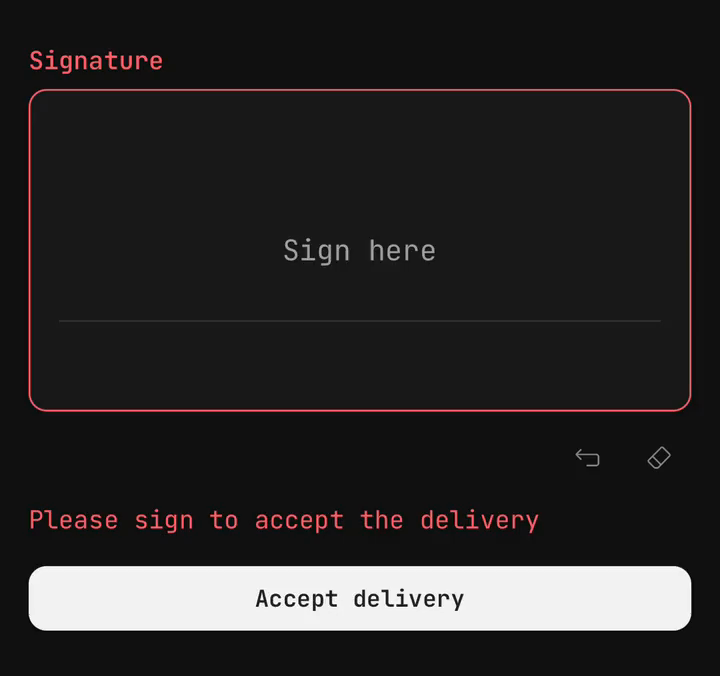 Signature
Sign here
Please sign to accept the delivery
Accept delivery